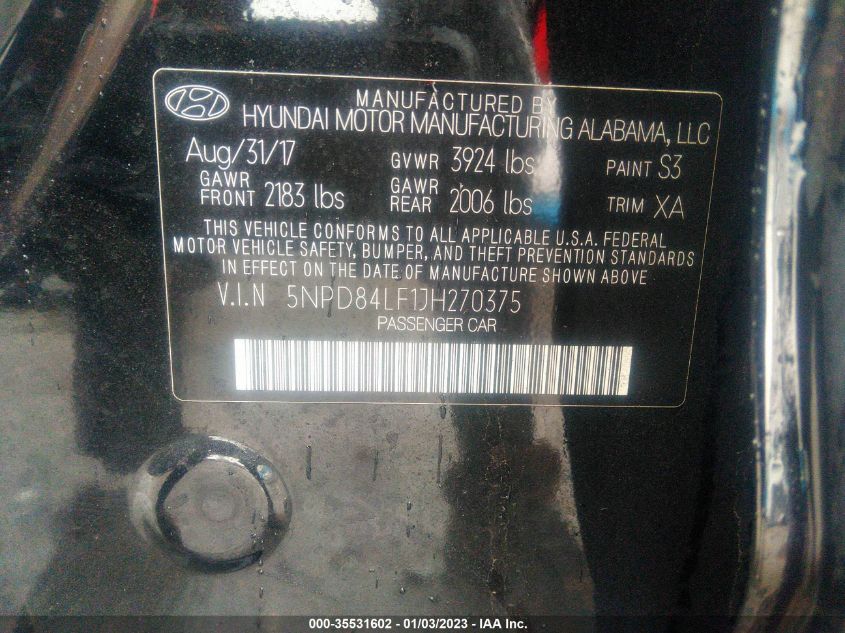 MANUFACTURED BY
HYUNDAI MOTOR MANUFACTURING ALABAMA, LLC
Aug/31/17 GVWR 3924 lbs PAINT S3
GAWR FRONT 2183 lbs GAWR REAR 2006 lbs TRIM XA
THIS VEHICLE CONFORMS TO ALL APPLICABLE U.S.A. FEDERAL
MOTOR VEHICLE SAFETY, BUMPER, AND THEFT PREVENTION STANDARDS
IN EFFECT ON THE DATE OF MANUFACTURE SHOWN ABOVE.
V.I.N 5NPD84LF1JH270375
PASSENGER CAR
000-35531602 - 01/03/2023 - IAA Inc.